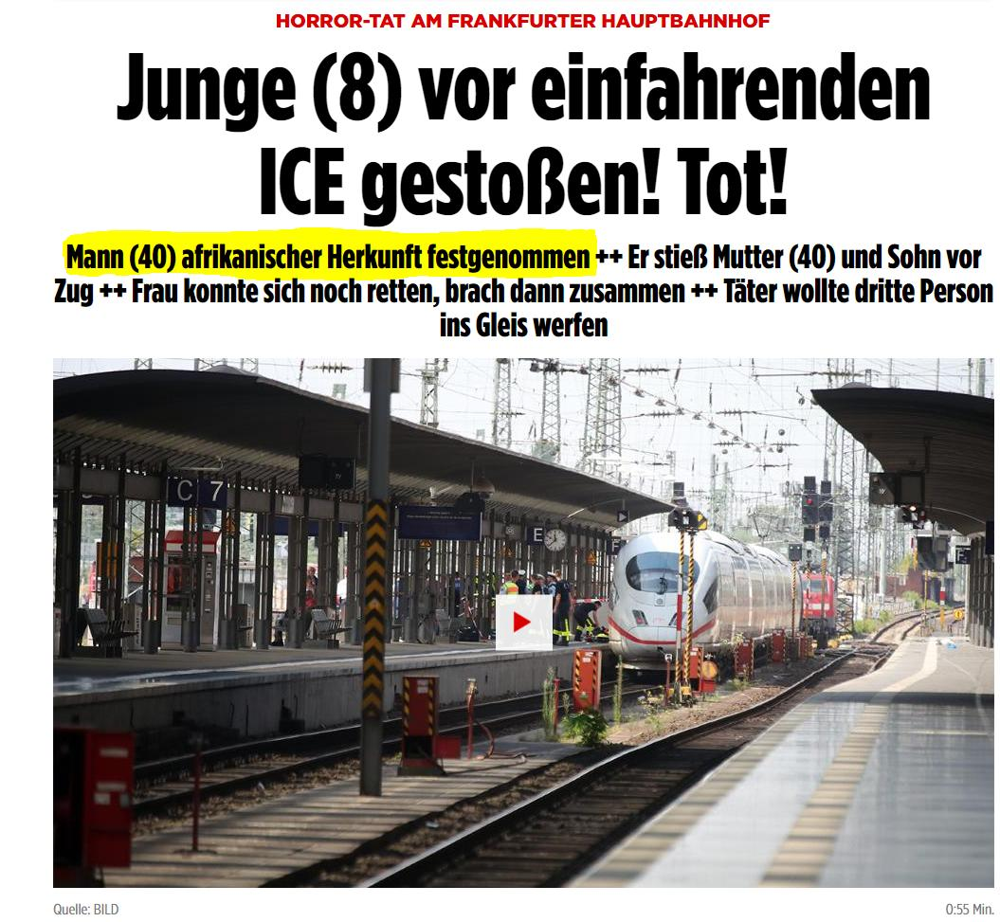 HORROR-TAT AM FRANKFURTER HAUPTBAHNHOF
Junge (8) vor einfahrenden
ICE gestoßen! Tot!
Mann (40) afrikanischer Herkunft festgenommen ++ Er stieß Mutter (40) und Sohn vor
Zug ++ Frau konnte sich noch retten, brach dann zusammen ++ Täter wollte dritte Person
ins Gleis werfen
C 7
E
F
Quelle: BILD
0:55 Min.